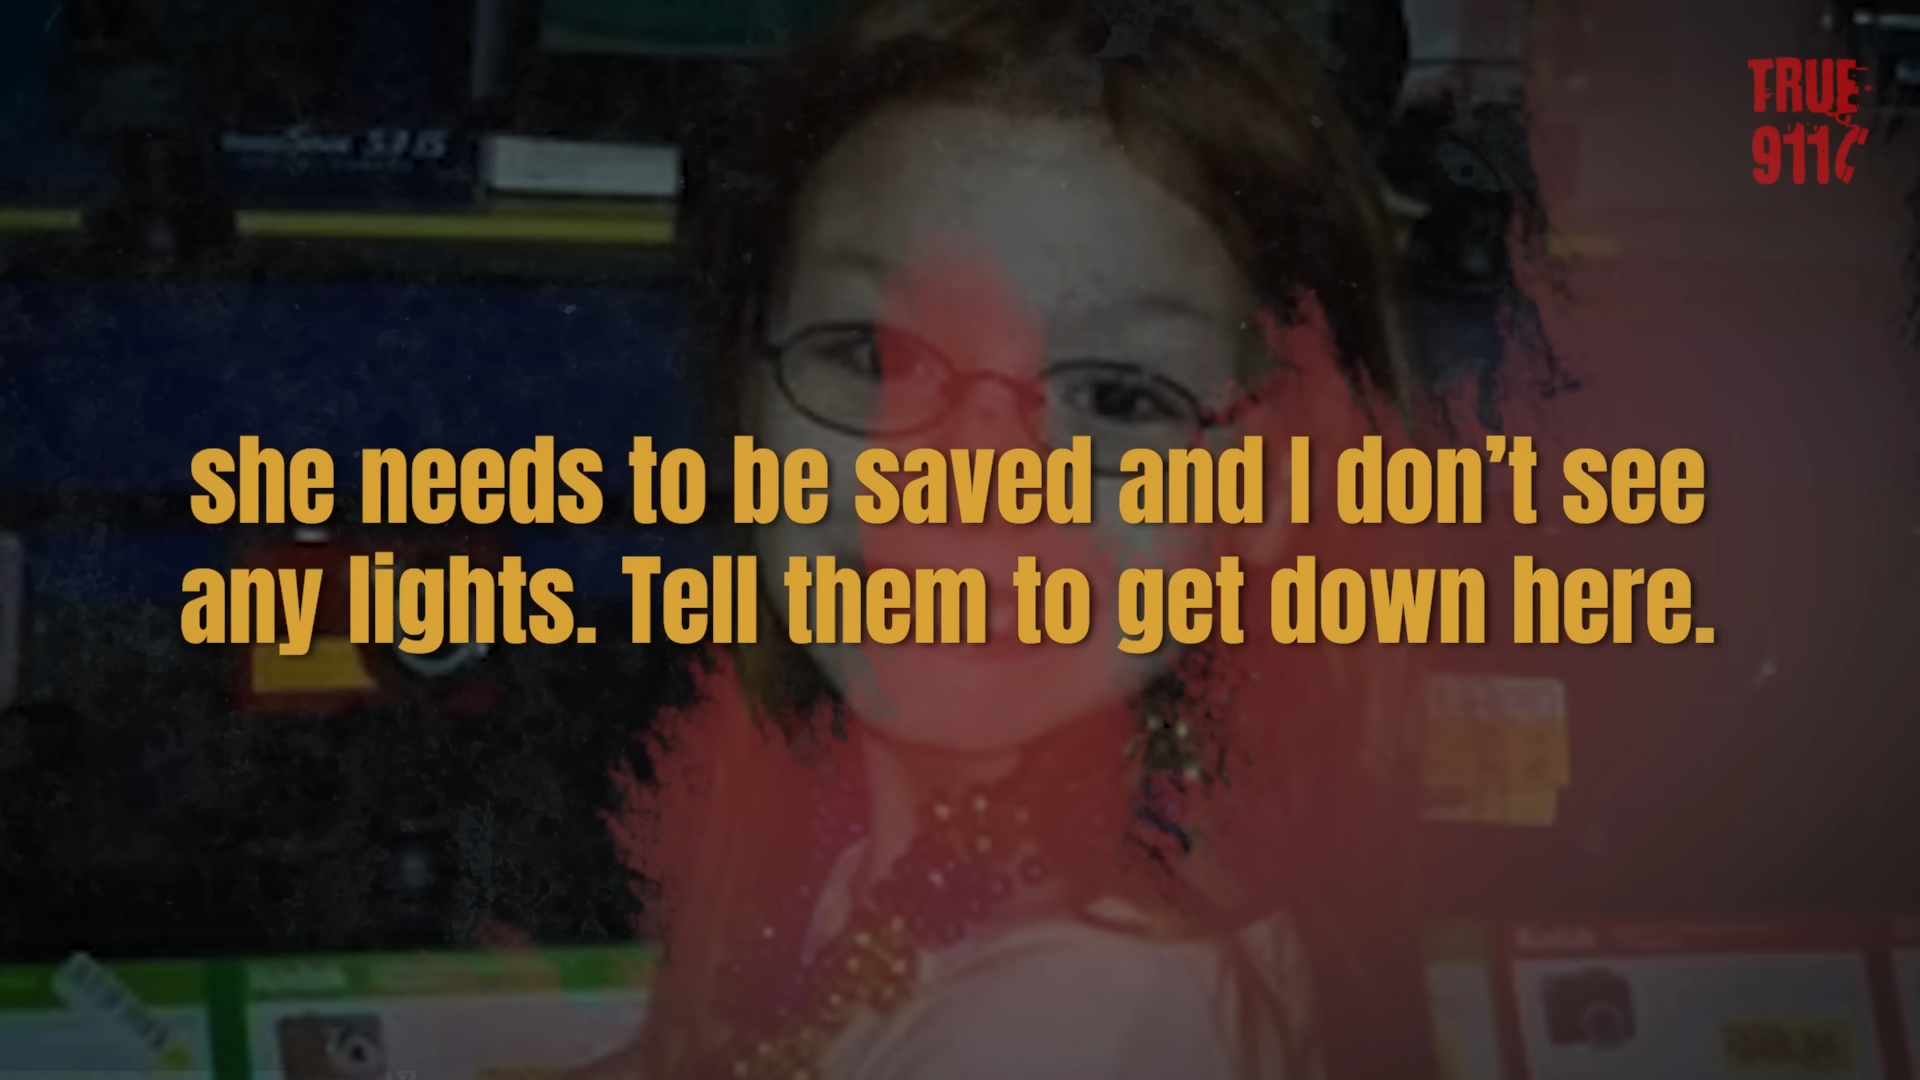 TRUE
911
she needs to be saved and I don’t see
any lights. Tell them to get down here.